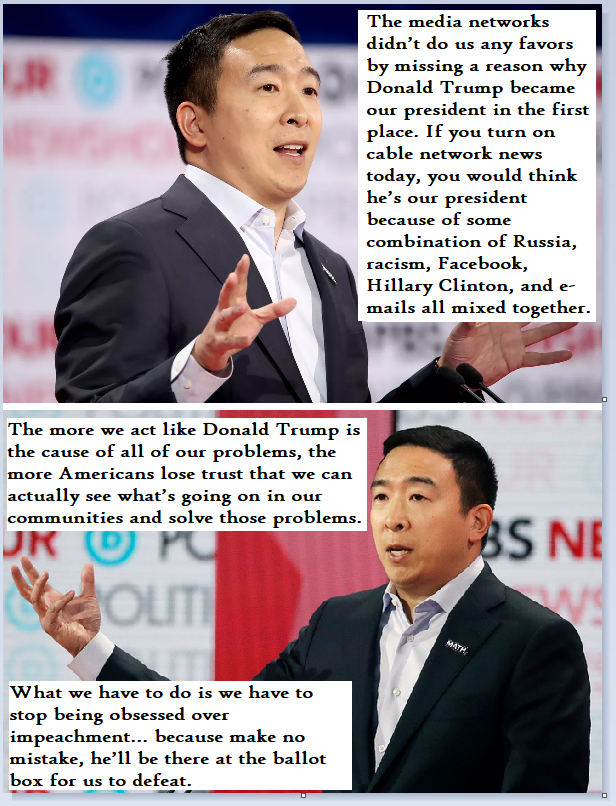 The media networks
didn't do us any favors
by missing a reason why
Donald Trump became
our president in the first
place. If you turn on
cable network news
today, you would think
he's our president
because of some
combination of Russia,
racism, Facebook,
Hillary Clinton, and e-
mails all mixed together.
The more we act like Donald Trump is
the cause of all of our problems, the
more Americans lose trust that we can
actually see what's going on in our
communities and solve those problems.
MATH
What we have to do is we have to
stop being obsessed over
impeachment... because make no
mistake, he'll be there at the ballot
box for us to defeat.